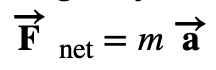 F⃗ net = m a⃗